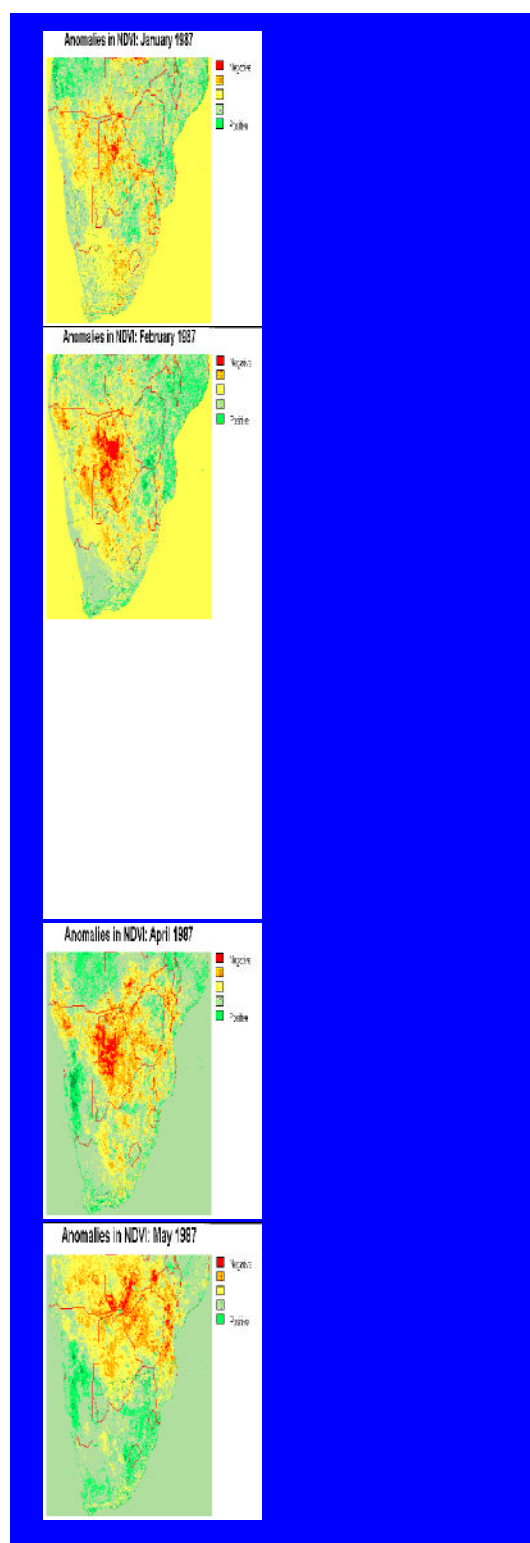 Anomalies in NDVI: January 1987
Negative
Positive
Anomalies in NDVI: February 1987
Negative
Positive
Anomalies in NDVI: April 1987
Negative
Positive
Anomalies in NDVI: May 1987
Negative
Positive